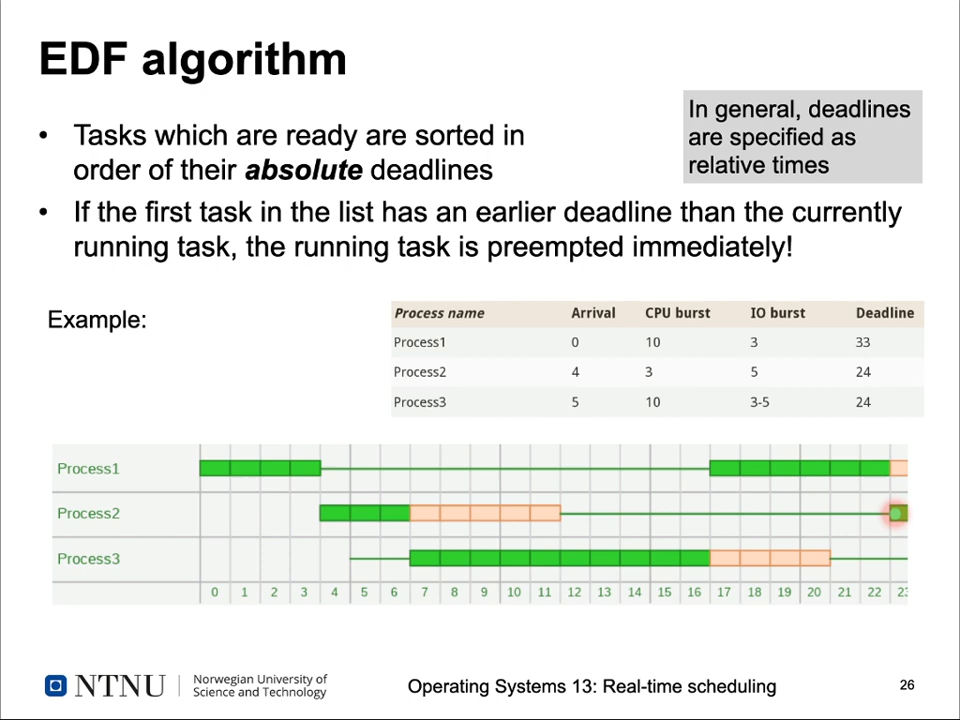 EDF algorithm
• Tasks which are ready are sorted in
order of their absolute deadlines
In general, deadlines
are specified as
relative times
• If the first task in the list has an earlier deadline than the currently
running task, the running task is preempted immediately!
Example:
Process name Arrival CPU burst IO burst Deadline
Process1 0 10 3 33
Process2 4 3 5 24
Process3 5 10 3-5 24
Process1
Process2
Process3
0 1 2 3 4 5 6 7 8 9 10 11 12 13 14 15 16 17 18 19 20 21 22 23
NTNU
Norwegian University of
Science and Technology
Operating Systems 13: Real-time scheduling
26